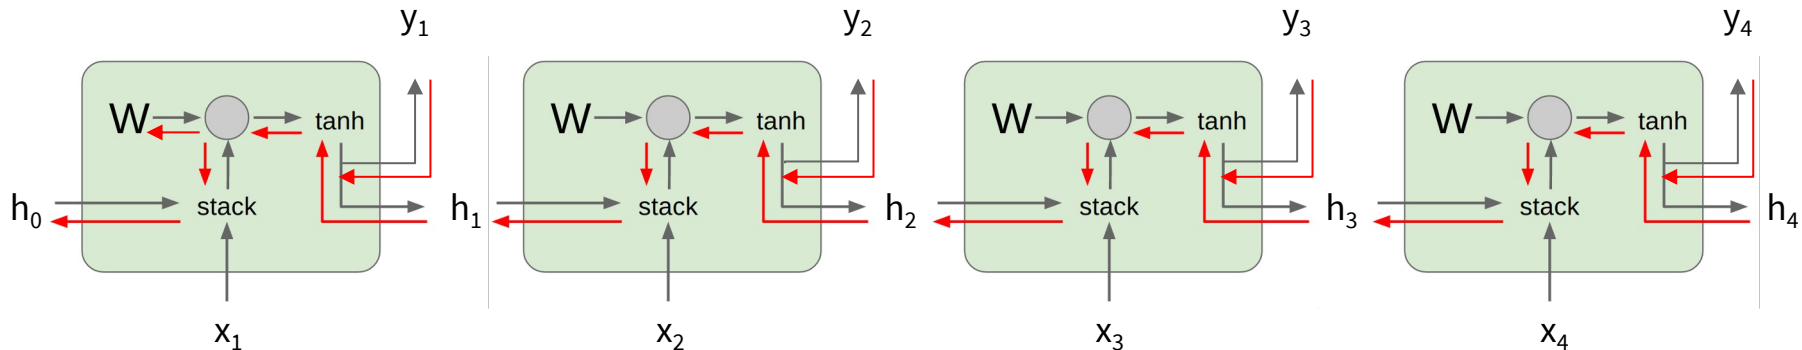 y₁ y₂ y₃ y₄
W tanh W tanh W tanh W tanh
h₀ stack h₁ stack h₂ stack h₃ stack h₄
x₁ x₂ x₃ x₄